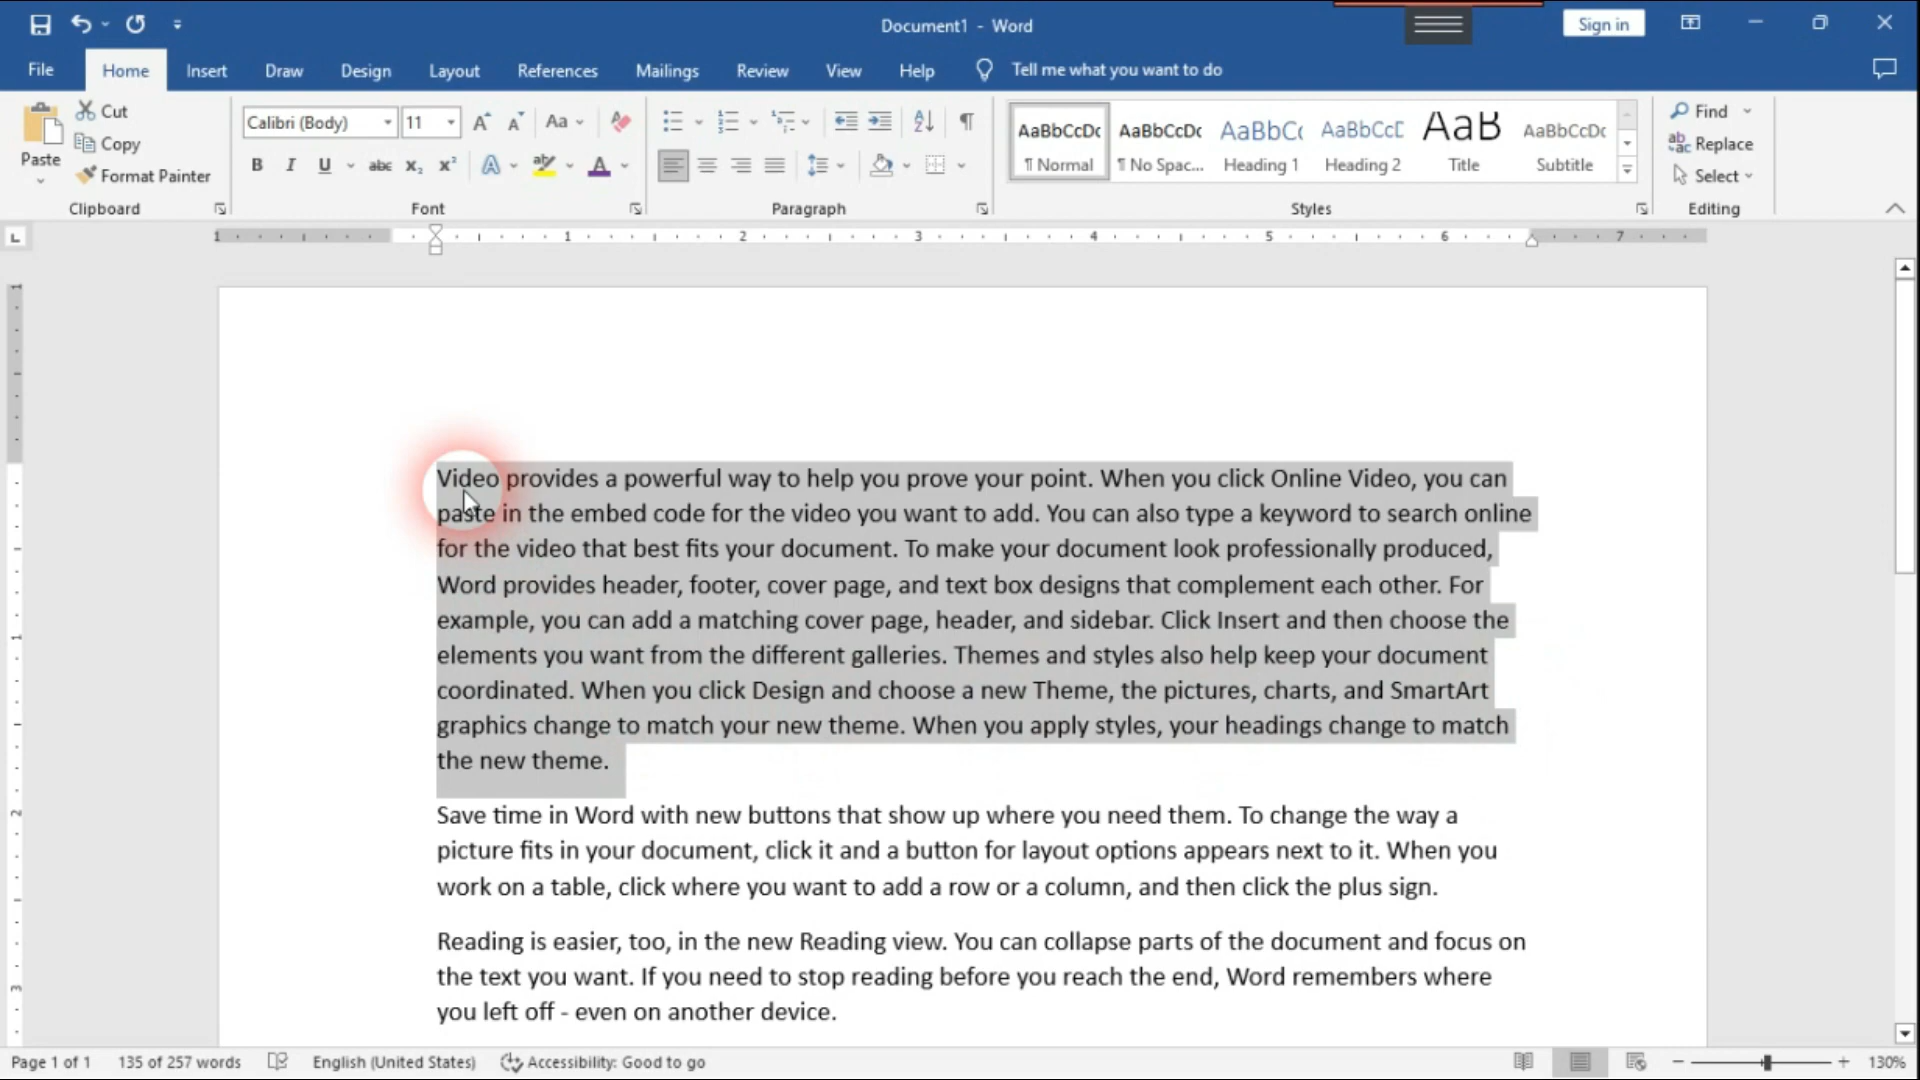 Document1 - Word
Sign in
File Home Insert Draw Design Layout References Mailings Review View Help Tell me what you want to do
Paste
Cut
Copy
Format Painter
Clipboard
Calibri (Body) 11
Aa
B I U abc x₂ x² A A
Font
Paragraph
AaBbCcDc AaBbCcDc AaBbCc AaBbCcD AaB AaBbCcDc
¶ Normal ¶ No Spac... Heading 1 Heading 2 Title Subtitle
Styles
Find
Replace
Select
Editing
1 1 2 3 4 5 6 7
Video provides a powerful way to help you prove your point. When you click Online Video, you can
paste in the embed code for the video you want to add. You can also type a keyword to search online
for the video that best fits your document. To make your document look professionally produced,
Word provides header, footer, cover page, and text box designs that complement each other. For
example, you can add a matching cover page, header, and sidebar. Click Insert and then choose the
elements you want from the different galleries. Themes and styles also help keep your document
coordinated. When you click Design and choose a new Theme, the pictures, charts, and SmartArt
graphics change to match your new theme. When you apply styles, your headings change to match
the new theme.
Save time in Word with new buttons that show up where you need them. To change the way a
picture fits in your document, click it and a button for layout options appears next to it. When you
work on a table, click where you want to add a row or a column, and then click the plus sign.
Reading is easier, too, in the new Reading view. You can collapse parts of the document and focus on
the text you want. If you need to stop reading before you reach the end, Word remembers where
you left off - even on another device.
Page 1 of 1 135 of 257 words English (United States) Accessibility: Good to go 130%